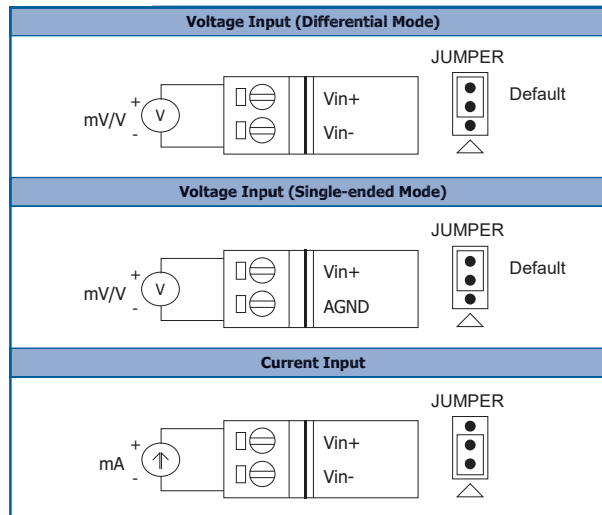 Voltage Input (Differential Mode)
JUMPER
+
mV/V
V
-
Vin+
Vin-
Default
Voltage Input (Single-ended Mode)
JUMPER
+
mV/V
V
-
Vin+
AGND
Default
Current Input
JUMPER
+
mA
-
Vin+
Vin-